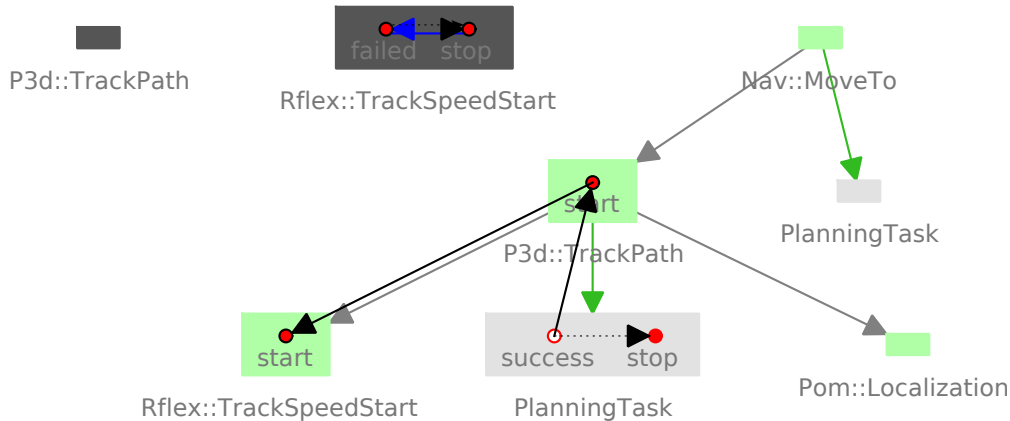 failed stop
P3d::TrackPath
Rflex::TrackSpeedStart
Nav::MoveTo
start
PlanningTask
P3d::TrackPath
start
success stop
Rflex::TrackSpeedStart
PlanningTask
Pom::Localization